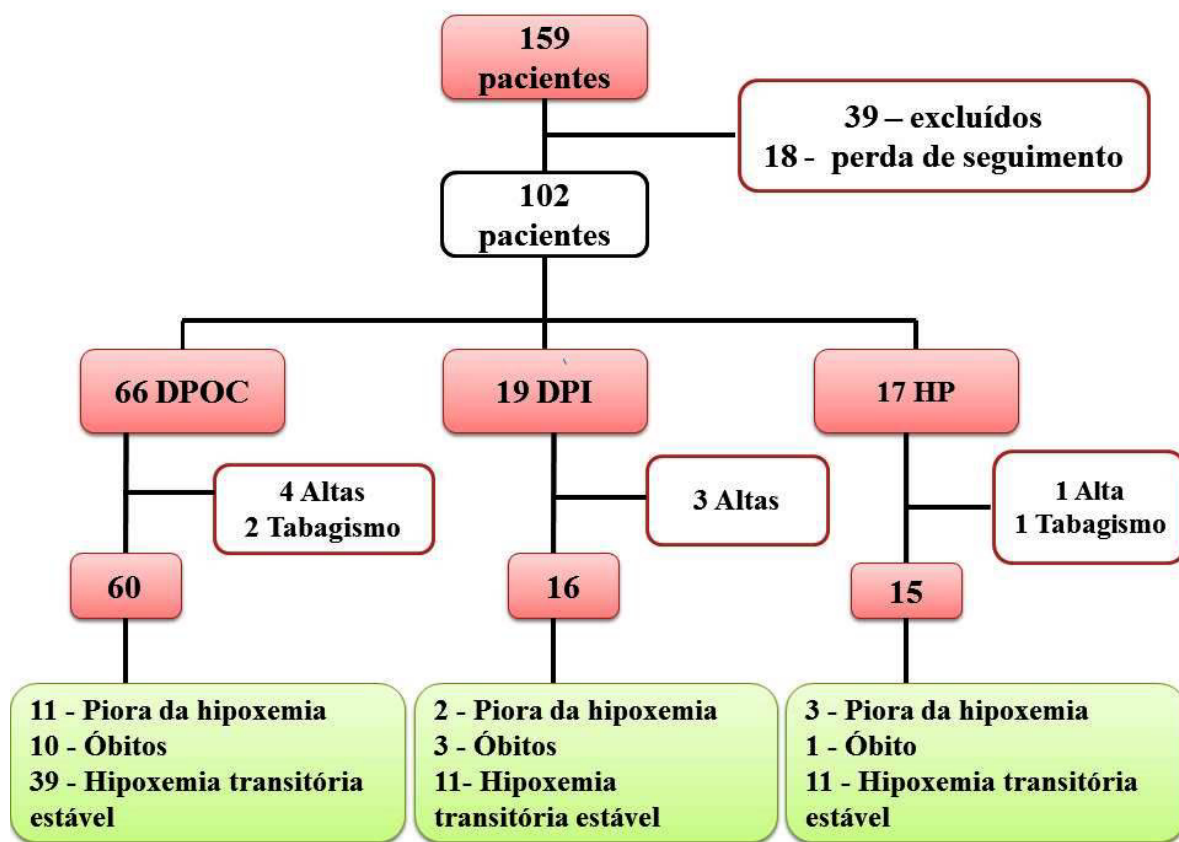 159
pacientes
39 – excluídos
18 - perda de seguimento
102
pacientes
66 DPOC
19 DPI
17 HP
4 Altas
2 Tabagismo
3 Altas
1 Alta
1 Tabagismo
60
16
15
11 - Piora da hipoxemia
10 - Óbitos
39 - Hipoxemia transitória
estável
2 - Piora da hipoxemia
3 - Óbitos
11- Hipoxemia
transitória estável
3 - Piora da hipoxemia
1 - Óbito
11 - Hipoxemia transitória
estável